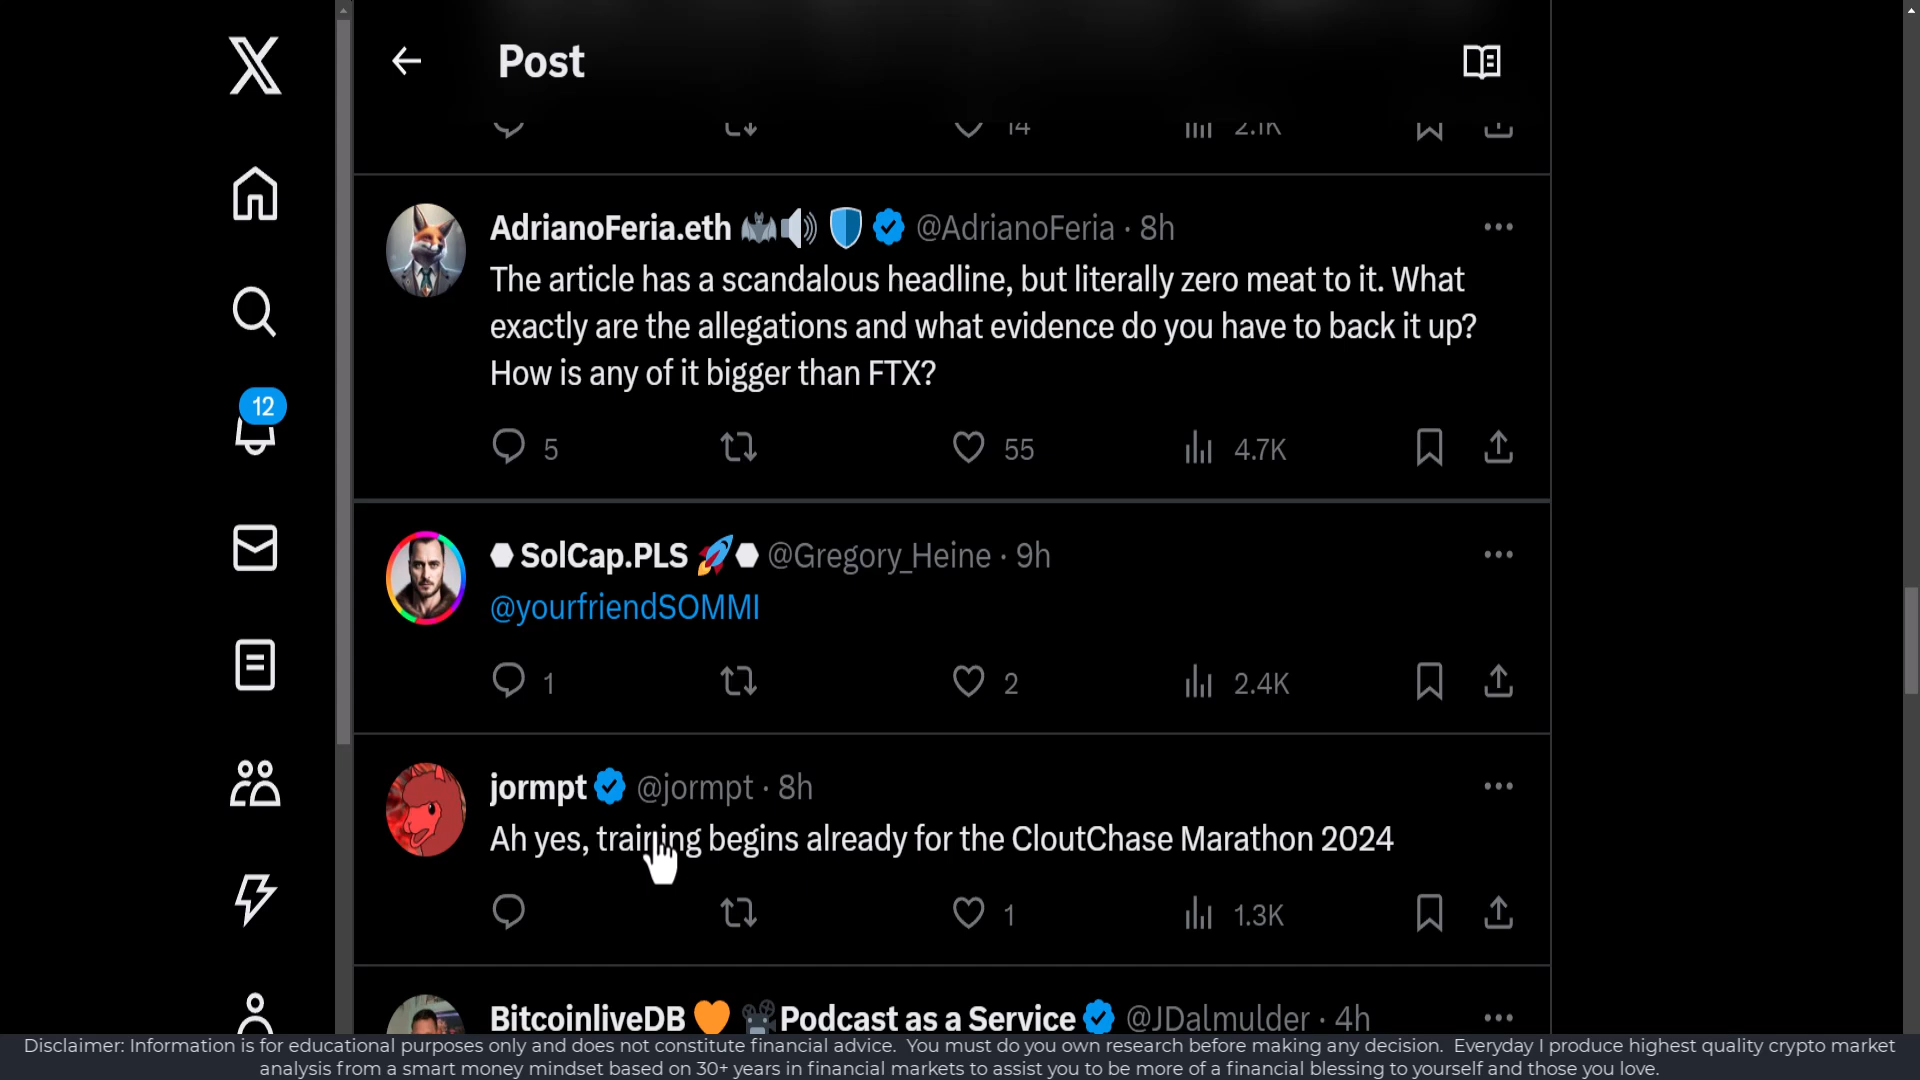 Post
14 2.1K
AdrianoFeria.eth @AdrianoFeria · 8h
The article has a scandalous headline, but literally zero meat to it. What
exactly are the allegations and what evidence do you have to back it up?
How is any of it bigger than FTX?
12
5 55 4.7K
SolCap.PLS @Gregory_Heine · 9h
@yourfriendSOMMI
1 2 2.4K
jormpt @jormpt · 8h
Ah yes, training begins already for the CloutChase Marathon 2024
1 1.3K
BitcoinliveDB Podcast as a Service @JDalmulder · 4h
Disclaimer: Information is for educational purposes only and does not constitute financial advice. You must do you own research before making any decision. Everyday I produce highest quality crypto market
analysis from a smart money mindset based on 30+ years in financial markets to assist you to be more of a financial blessing to yourself and those you love.